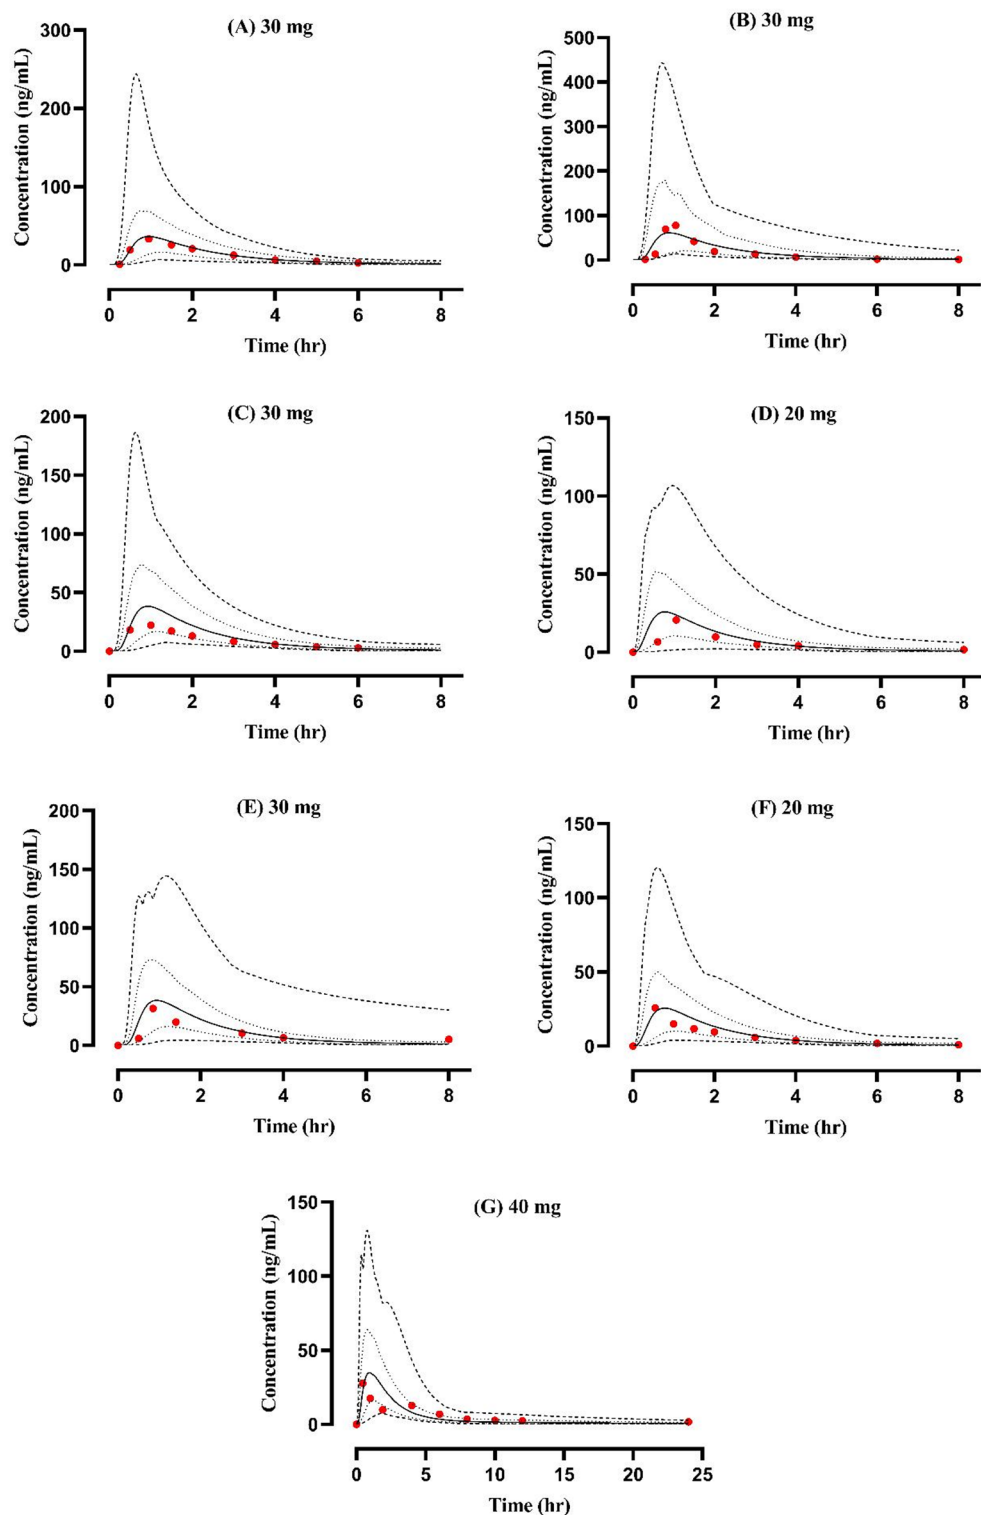 (A) 30 mg
Concentration (ng/mL)
300
200
100
0
0 2 4 6 8
Time (hr)
(B) 30 mg
Concentration (ng/mL)
500
400
300
200
100
0
0 2 4 6 8
Time (hr)
(C) 30 mg
Concentration (ng/mL)
200
150
100
50
0
0 2 4 6 8
Time (hr)
(D) 20 mg
Concentration (ng/mL)
150
100
50
0
0 2 4 6 8
Time (hr)
(E) 30 mg
Concentration (ng/mL)
200
150
100
50
0
0 2 4 6 8
Time (hr)
(F) 20 mg
Concentration (ng/mL)
150
100
50
0
0 2 4 6 8
Time (hr)
(G) 40 mg
Concentration (ng/mL)
150
100
50
0
0 5 10 15 20 25
Time (hr)